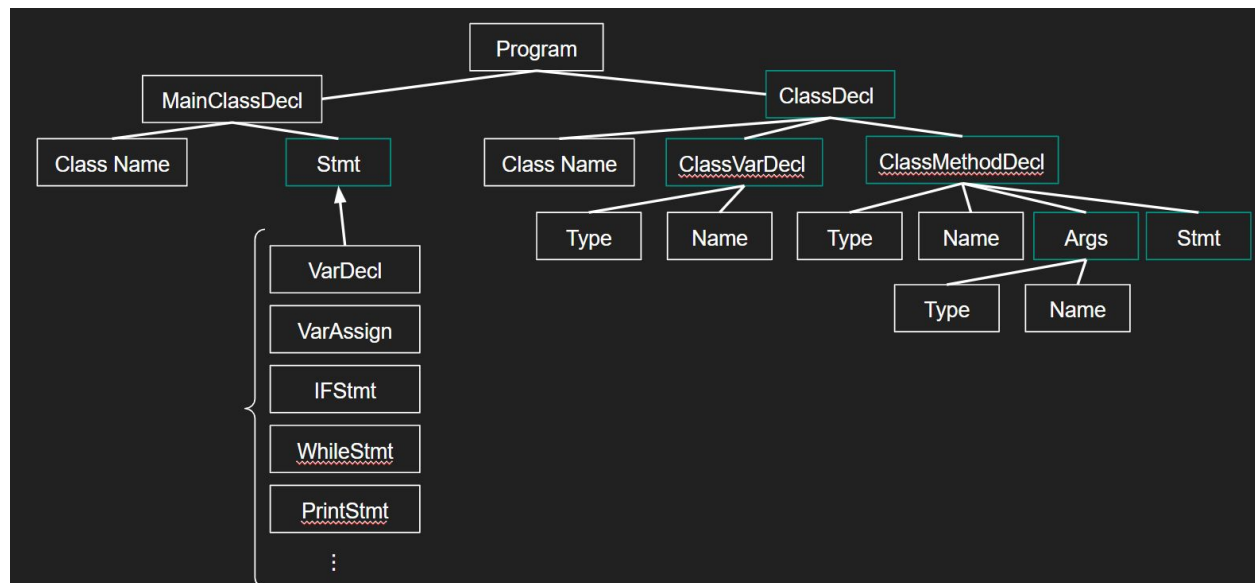 Program
MainClassDecl
ClassDecl
Class Name
Stmt
Class Name
ClassVarDecl
ClassMethodDecl
Type
Name
Type
Name
Args
Stmt
VarDecl
Type
Name
VarAssign
IFStmt
WhileStmt
PrintStmt
⋮